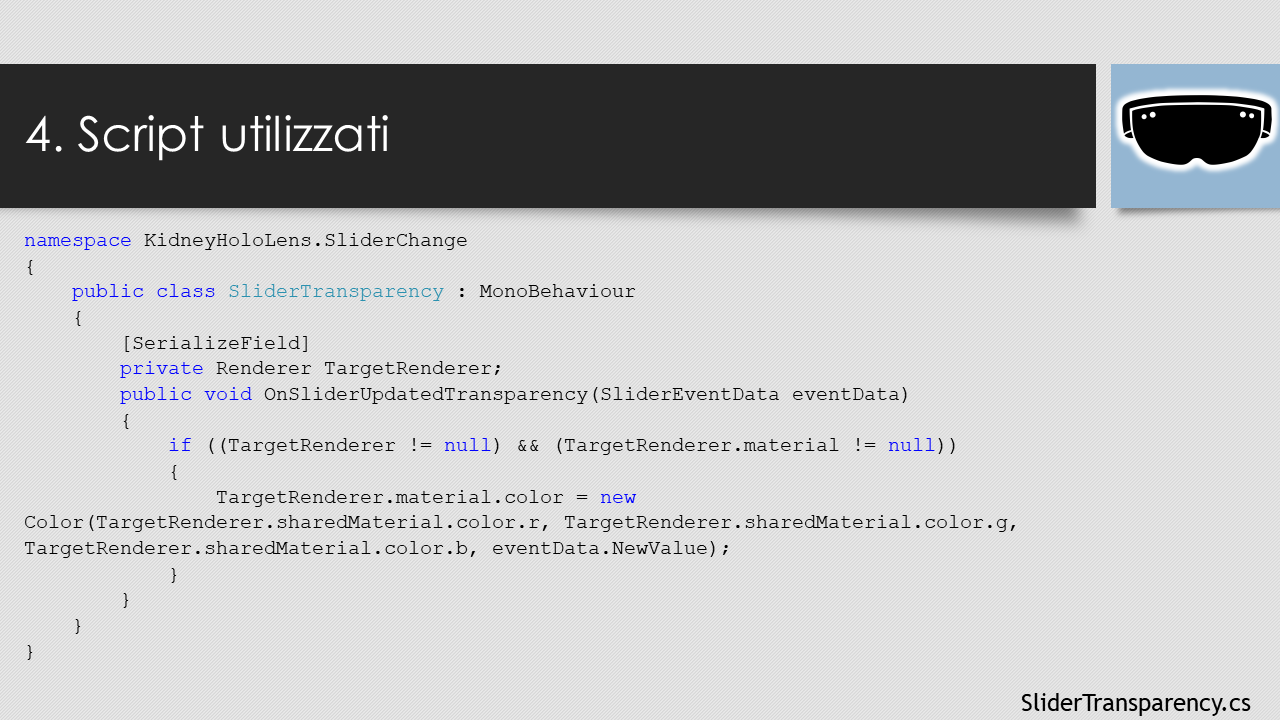 4. Script utilizzati
namespace KidneyHoloLens.SliderChange
{
    public class SliderTransparency : MonoBehaviour
    {
        [SerializeField]
        private Renderer TargetRenderer;
        public void OnSliderUpdatedTransparency(SliderEventData eventData)
        {
            if ((TargetRenderer != null) && (TargetRenderer.material != null))
            {
                TargetRenderer.material.color = new
Color(TargetRenderer.sharedMaterial.color.r, TargetRenderer.sharedMaterial.color.g,
TargetRenderer.sharedMaterial.color.b, eventData.NewValue);
            }
        }
    }
}
SliderTransparency.cs